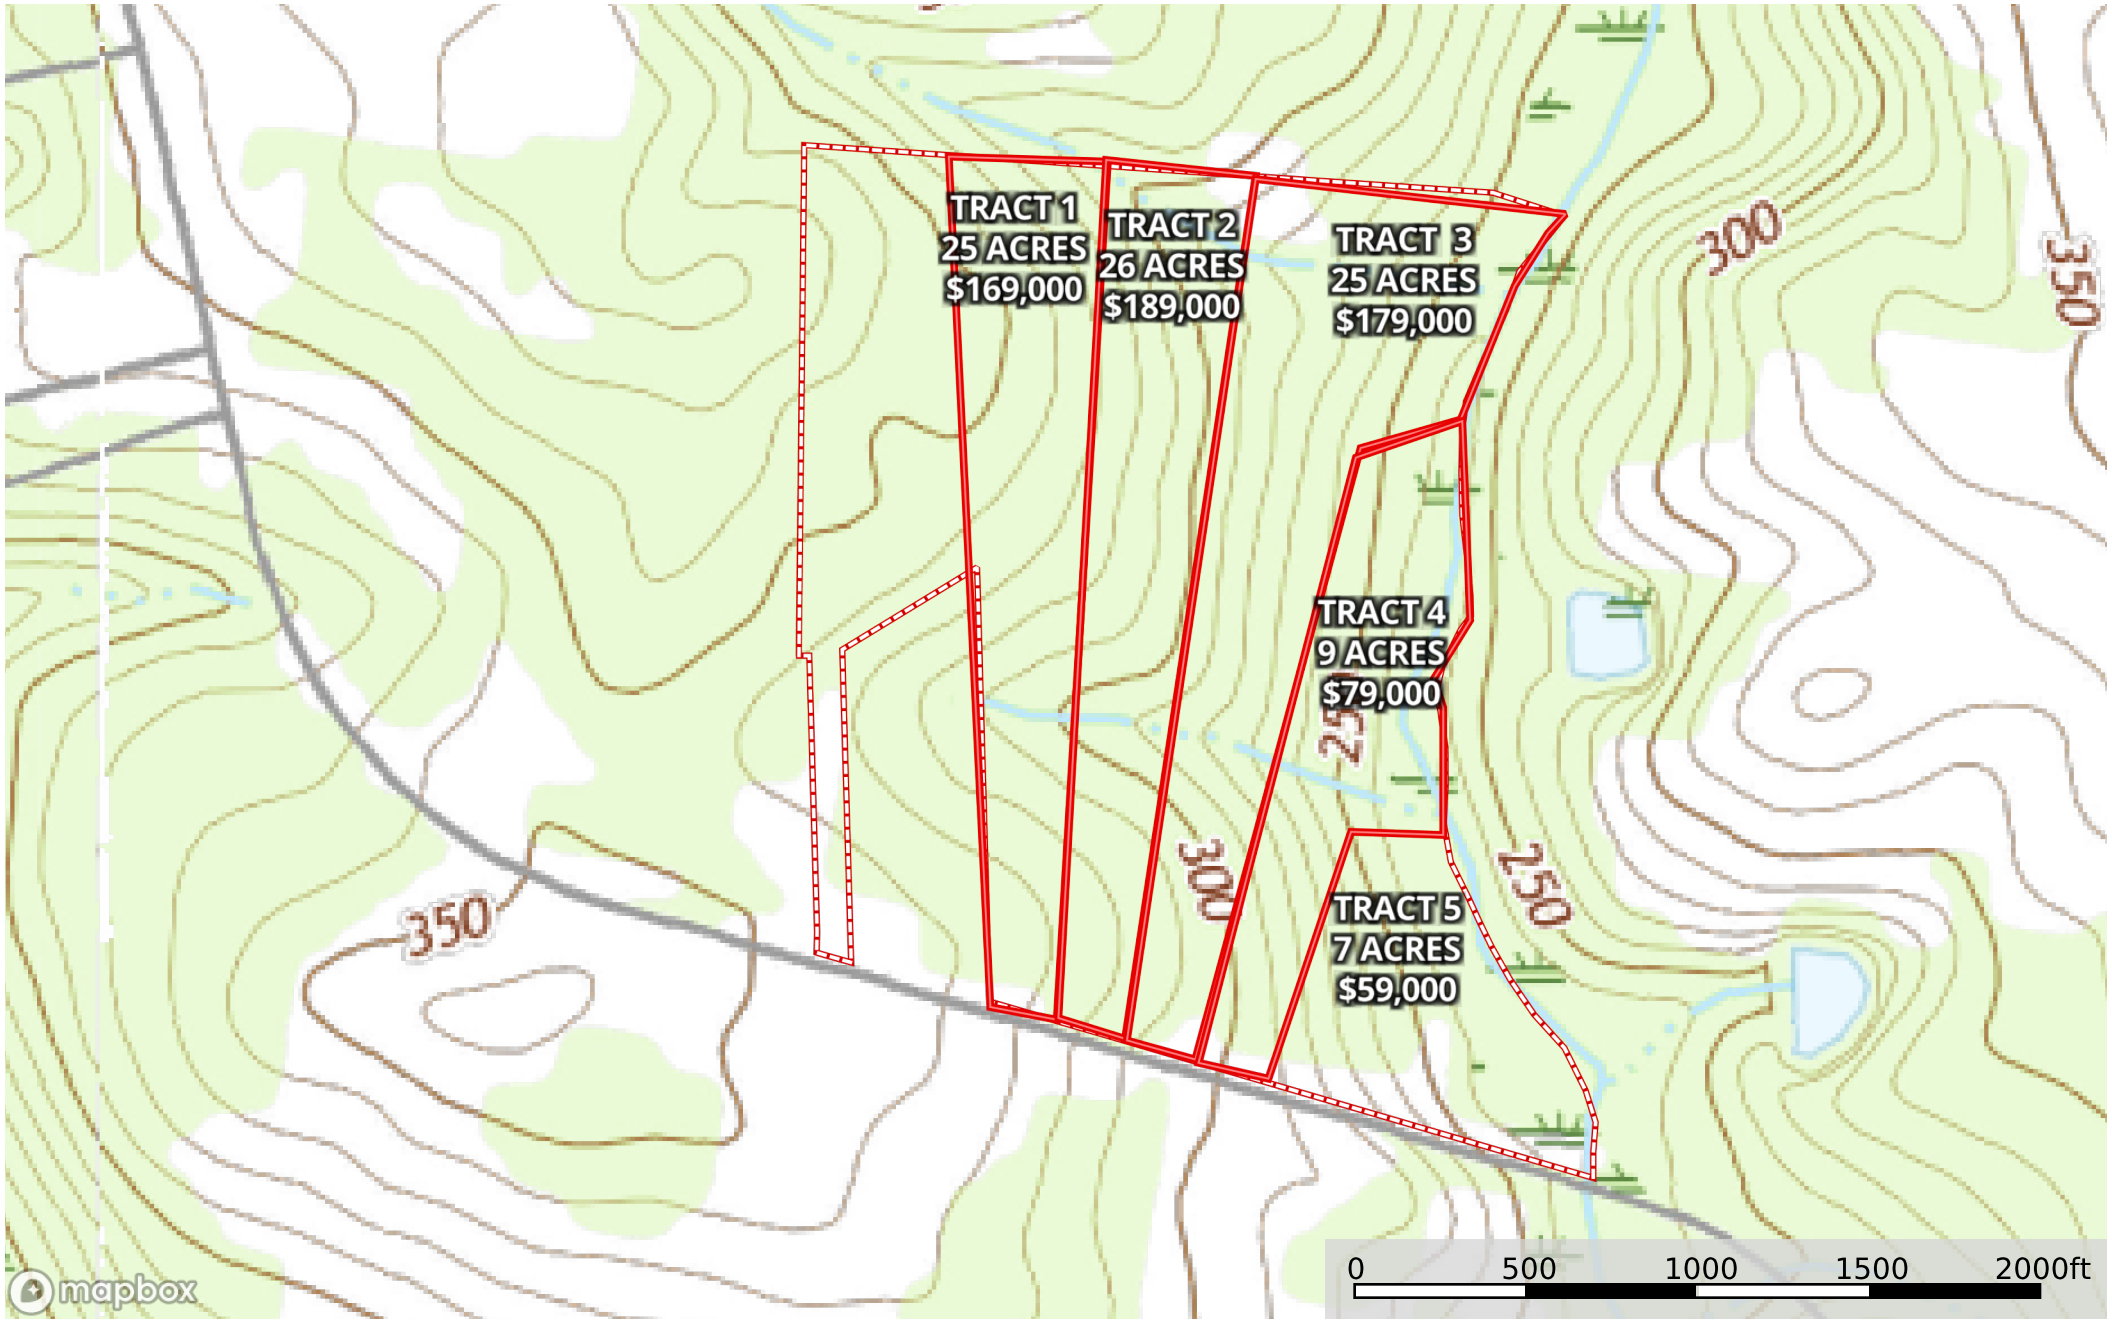 TRACT 1
25 ACRES
$169,000
TRACT 2
26 ACRES
$189,000
TRACT 3
25 ACRES
$179,000
300
350
TRACT 4
9 ACRES
$79,000
250
300
250
350
TRACT 5
7 ACRES
$59,000
0 500 1000 1500 2000ft
mapbox